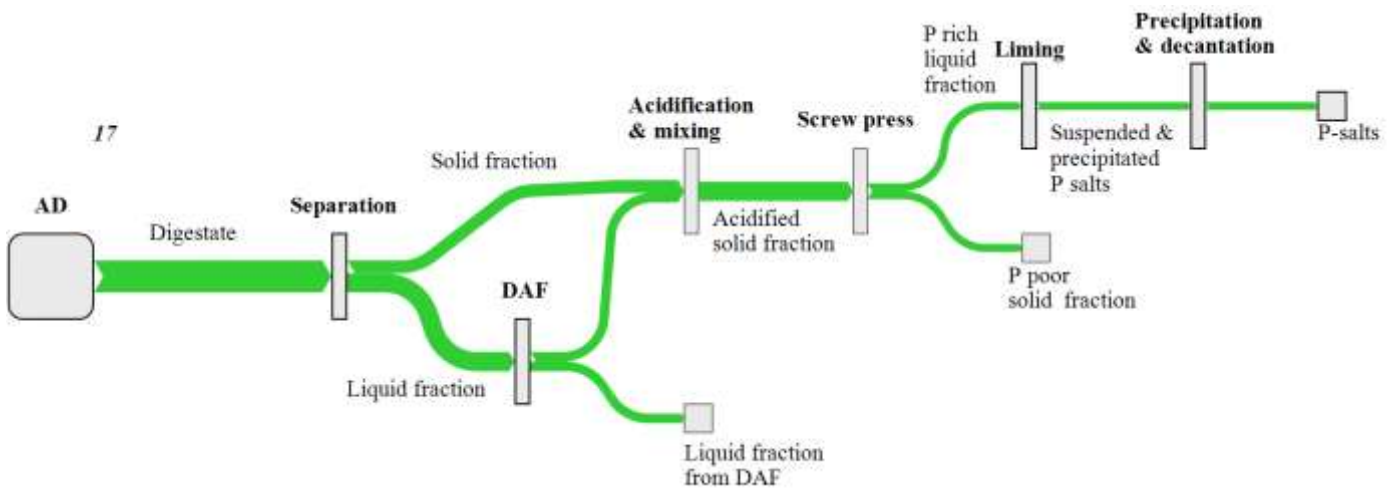 17
AD
Digestate
Separation
Solid fraction
Liquid fraction
DAF
Liquid fraction
from DAF
Acidification
& mixing
Acidified
solid fraction
Screw press
P rich
liquid
fraction
P poor
solid fraction
Liming
Suspended &
precipitated
P salts
Precipitation
& decantation
P-salts